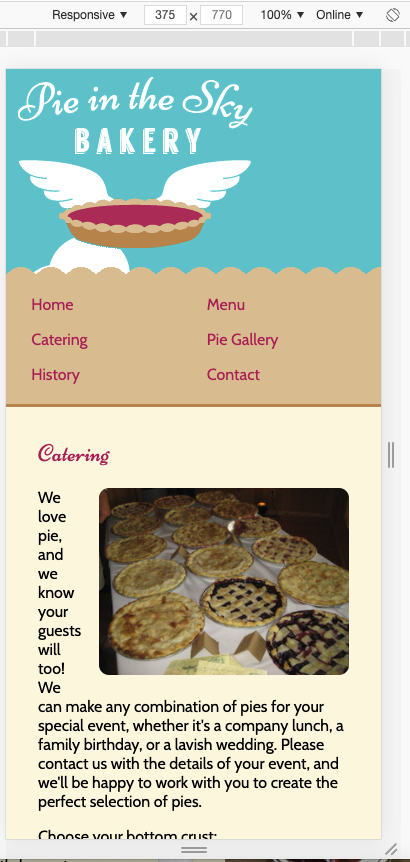 Responsive ▼ 375 x 770 100% ▼ Online ▼
Pie in the Sky
BAKERY
Home Menu
Catering Pie Gallery
History Contact
Catering
We
love
pie,
and
we
know
your
guests
will
too!
We
can make any combination of pies for your
special event, whether it's a company lunch, a
family birthday, or a lavish wedding. Please
contact us with the details of your event, and
we'll be happy to work with you to create the
perfect selection of pies.
Choose your bottom crust: